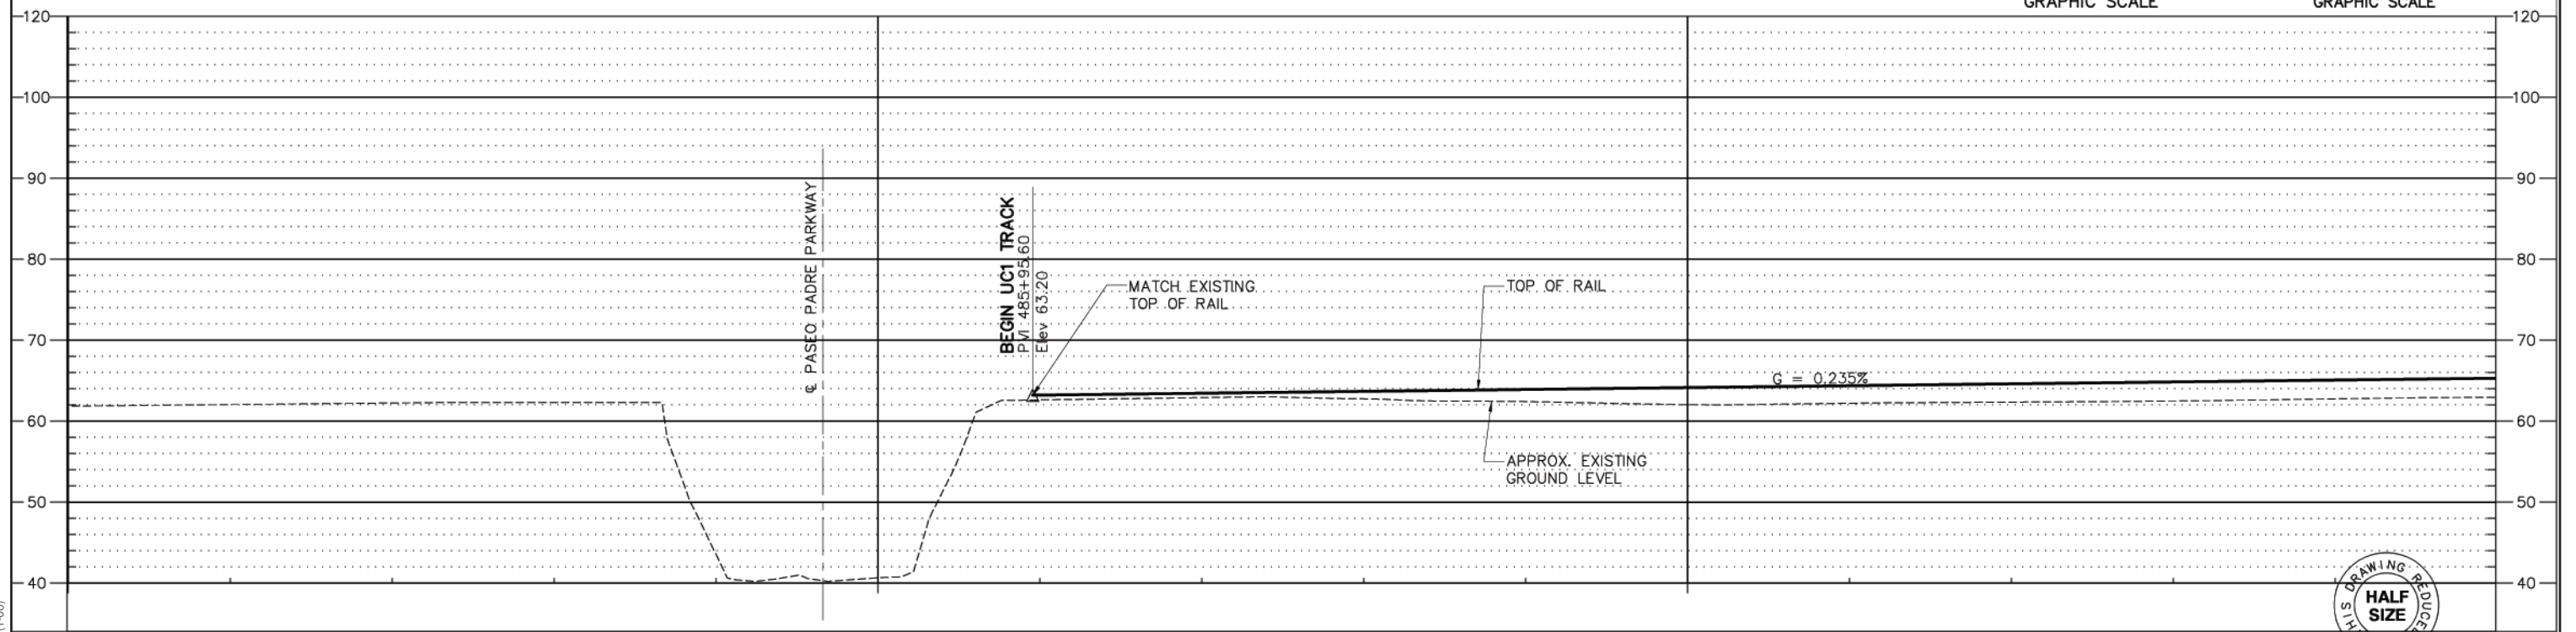 GRAPHIC SCALE
GRAPHIC SCALE
120
120
100
100
90
90
80
80
70
70
60
60
50
50
40
40
℄ PASEO PADRE PARKWAY
BEGIN UC1 TRACK
PVI 485+95.60
Elev 63.20
MATCH EXISTING
TOP OF RAIL
TOP OF RAIL
G = 0.235%
APPROX. EXISTING
GROUND LEVEL
DRAWING
HALF
SIZE